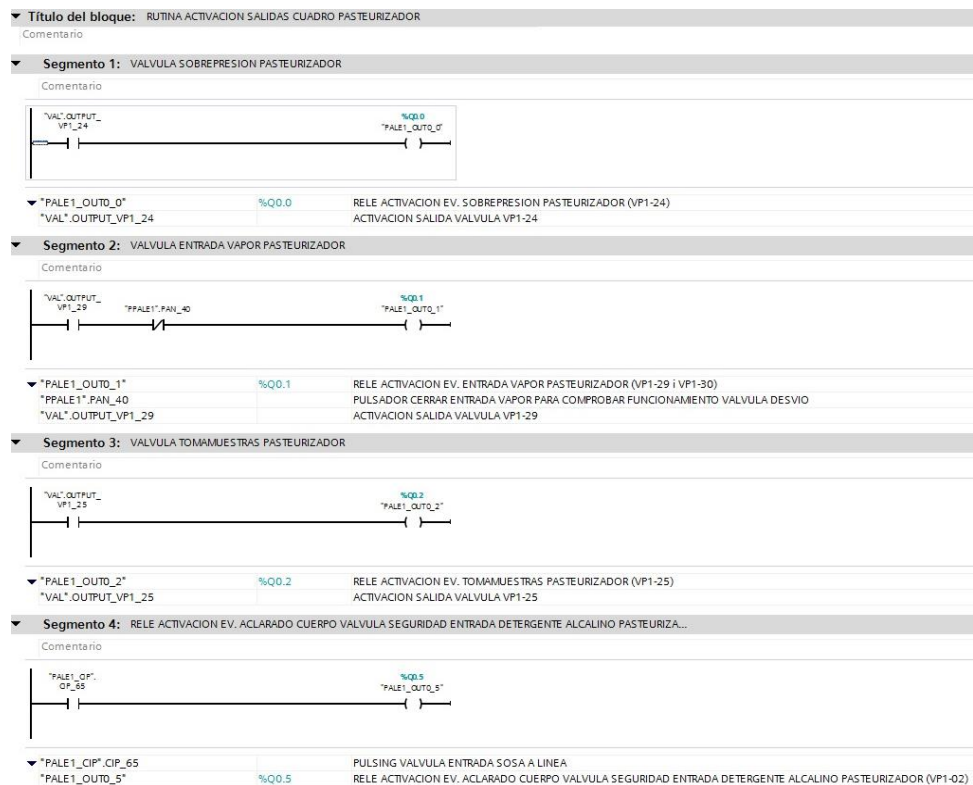 Título del bloque: RUTINA ACTIVACION SALIDAS CUADRO PASTEURIZADOR
Comentario
Segmento 1: VALVULA SOBREPRESION PASTEURIZADOR
Comentario
"VAL".OUTPUT_
VP1_24
%Q0.0
"PALE1_OUT0_0"
"PALE1_OUT0_0" %Q0.0 RELE ACTIVACION EV. SOBREPRESION PASTEURIZADOR (VP1-24)
"VAL".OUTPUT_VP1_24 ACTIVACION SALIDA VALVULA VP1-24
Segmento 2: VALVULA ENTRADA VAPOR PASTEURIZADOR
Comentario
"VAL".OUTPUT_
VP1_29
"PPALE1".PAN_40
%Q0.1
"PALE1_OUT0_1"
"PALE1_OUT0_1" %Q0.1 RELE ACTIVACION EV. ENTRADA VAPOR PASTEURIZADOR (VP1-29 i VP1-30)
"PPALE1".PAN_40 PULSADOR CERRAR ENTRADA VAPOR PARA COMPROBAR FUNCIONAMIENTO VALVULA DESVIO
"VAL".OUTPUT_VP1_29 ACTIVACION SALIDA VALVULA VP1-29
Segmento 3: VALVULA TOMAMUESTRAS PASTEURIZADOR
Comentario
"VAL".OUTPUT_
VP1_25
%Q0.2
"PALE1_OUT0_2"
"PALE1_OUT0_2" %Q0.2 RELE ACTIVACION EV. TOMAMUESTRAS PASTEURIZADOR (VP1-25)
"VAL".OUTPUT_VP1_25 ACTIVACION SALIDA VALVULA VP1-25
Segmento 4: RELE ACTIVACION EV. ACLARADO CUERPO VALVULA SEGURIDAD ENTRADA DETERGENTE ALCALINO PASTEURIZA...
Comentario
"PALE1_CIP".
CIP_65
%Q0.5
"PALE1_OUT0_5"
"PALE1_CIP".CIP_65 PULSING VALVULA ENTRADA SOSA A LINEA
"PALE1_OUT0_5" %Q0.5 RELE ACTIVACION EV. ACLARADO CUERPO VALVULA SEGURIDAD ENTRADA DETERGENTE ALCALINO PASTEURIZADOR (VP1-02)